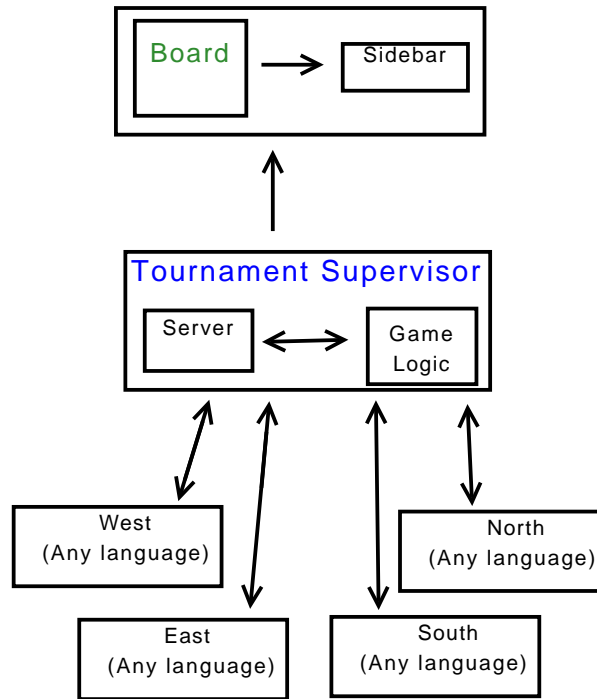 Board
Sidebar
Tournament Supervisor
Server
Game
Logic
West
(Any language)
North
(Any language)
East
(Any language)
South
(Any language)